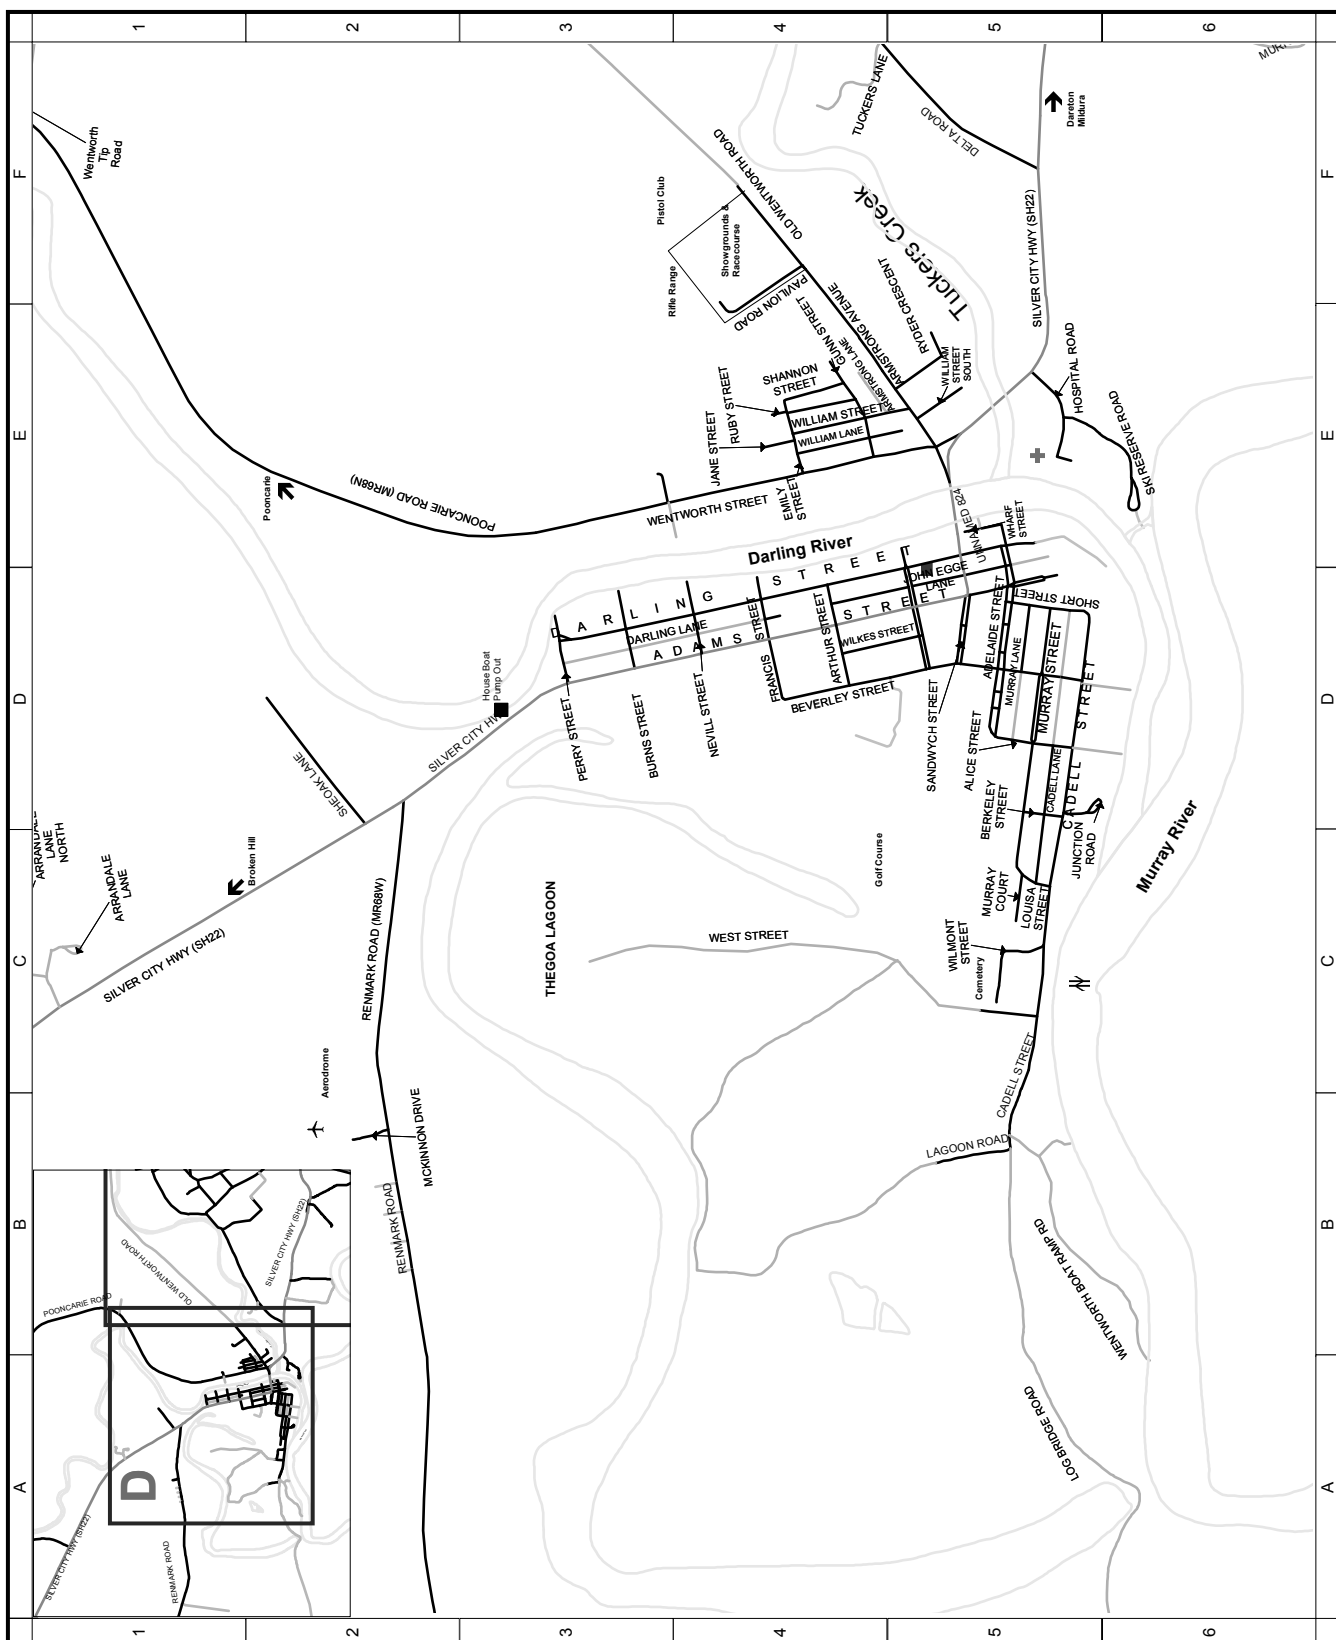 1
2
3
4
5
6
F
F
E
E
D
D
C
C
B
B
A
A
1
2
3
4
5
6
Wentworth
Tip
Road
TUCKERS LANE
DELTA ROAD
Dareton
Mildura
OLD WENTWORTH ROAD
Pistol Club
Showgrounds &
Racecourse
Rifle Range
PAVILION ROAD
Tuckers Creek
SILVER CITY HWY (SH22)
RYDER CRESCENT
ARMSTRONG AVENUE
GUNN STREET
ARMSTRONG LANE
ARMSTRONG
SHANNON
STREET
WILLIAM
STREET
SOUTH
HOSPITAL ROAD
SKI RESERVE ROAD
RUBY STREET
JANE STREET
WILLIAM STREET
WILLIAM LANE
EMILY
STREET
WENTWORTH STREET
Pooncarie
POONCARIE ROAD (MR68N)
UNNAMED 824
WHARF
STREET
Darling River
DARLING STREET
JOHN EGGE
LANE
DARLING LANE
ADAMS STREET
WILKES STREET
FRANCIS STREET
ARTHUR STREET
BEVERLEY STREET
SHORT STREET
ADELAIDE STREET
MURRAY LANE
MURRAY STREET
CADELL STREET
CADELL LANE
House Boat
Pump Out
SILVER CITY HWY
PERRY STREET
BURNS STREET
NEVILL STREET
SANDWYCH STREET
ALICE STREET
BERKELEY
STREET
JUNCTION
ROAD
SHEOAK LANE
Murray River
ARRANDALE
LANE
NORTH
ARRANDALE
LANE
Broken Hill
SILVER CITY HWY (SH22)
RENMARK ROAD (MR68W)
THEGOA LAGOON
Golf Course
WEST STREET
MURRAY
COURT
LOUISA
STREET
WILMONT
STREET
Cemetery
CADELL STREET
Aerodrome
MCKINNON DRIVE
RENMARK ROAD
LAGOON ROAD
WENTWORTH BOAT RAMP RD
LOG BRIDGE ROAD
POONCARIE ROAD
OLD WENTWORTH ROAD
SILVER CITY HWY (SH22)
D
SILVER CITY HWY (SH22)
RENMARK ROAD